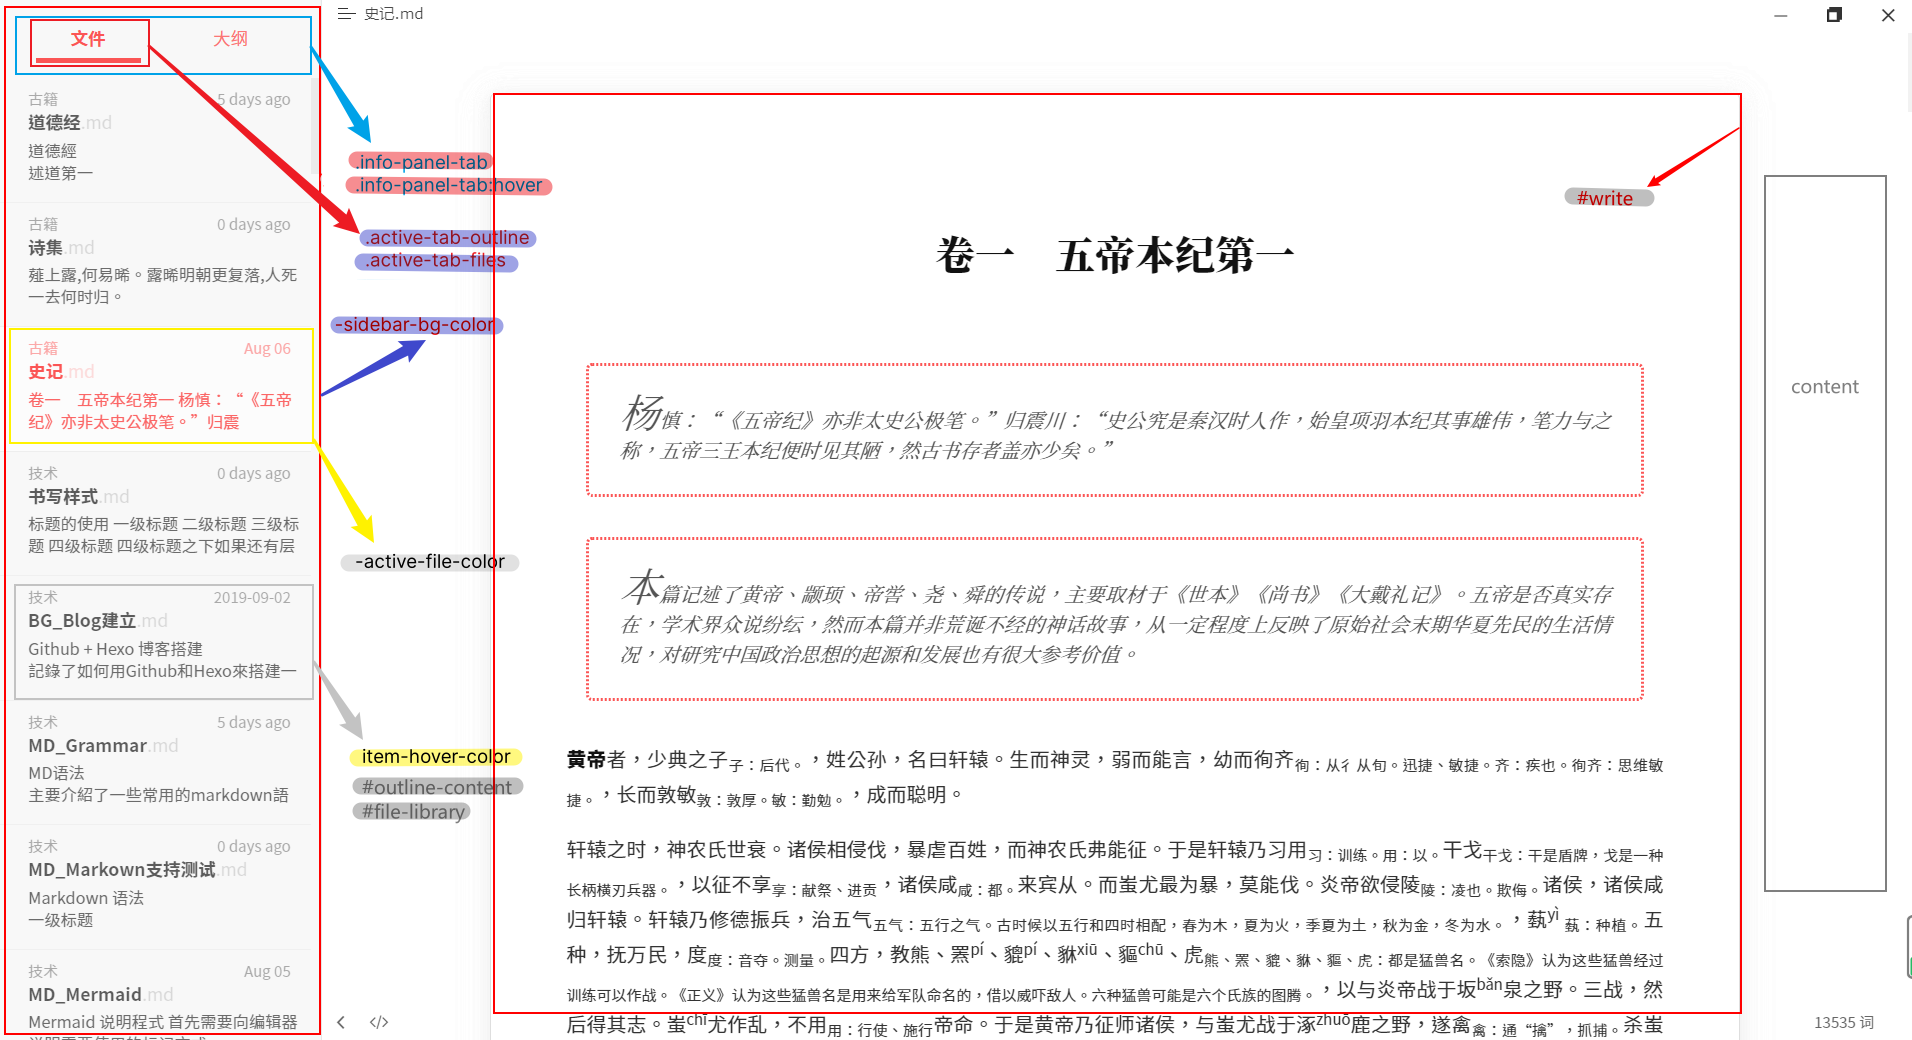 史记.md
文件 大纲
古籍 5 days ago
道德经.md
道德經
述道第一
古籍 0 days ago
诗集.md
薤上露,何易晞。露晞明朝更复落,人死
一去何时归。
古籍 Aug 06
史记.md
卷一　五帝本纪第一 杨慎：“《五帝
纪》亦非太史公极笔。”归震
技术 0 days ago
书写样式.md
标题的使用 一级标题 二级标题 三级标
题 四级标题 四级标题之下如果还有层
技术 2019-09-02
BG_Blog建立.md
Github + Hexo 博客搭建
記錄了如何用Github和Hexo來搭建一
技术 5 days ago
MD_Grammar.md
MD语法
主要介紹了一些常用的markdown語
技术 0 days ago
MD_Markown支持测试.md
Markdown 语法
一级标题
技术 Aug 05
MD_Mermaid.md
Mermaid 说明程式 首先需要向编辑器
.info-panel-tab
.info-panel-tab:hover
.active-tab-outline
.active-tab-files
-sidebar-bg-color
-active-file-color
item-hover-color
#outline-content
#file-library
#write
卷一　五帝本纪第一
杨慎：“《五帝纪》亦非太史公极笔。”归震川：“史公究是秦汉时人作，始皇项羽本纪其事雄伟，笔力与之
称，五帝三王本纪便时见其陋，然古书存者盖亦少矣。”
本篇记述了黄帝、颛顼、帝喾、尧、舜的传说，主要取材于《世本》《尚书》《大戴礼记》。五帝是否真实存
在，学术界众说纷纭，然而本篇并非荒诞不经的神话故事，从一定程度上反映了原始社会末期华夏先民的生活情
况，对研究中国政治思想的起源和发展也有很大参考价值。
黄帝者，少典之子子：后代。，姓公孙，名曰轩辕。生而神灵，弱而能言，幼而徇齐徇：从彳从旬。迅捷、敏捷。齐：疾也。徇齐：思维敏
捷。，长而敦敏敦：敦厚。敏：勤勉。，成而聪明。
轩辕之时，神农氏世衰。诸侯相侵伐，暴虐百姓，而神农氏弗能征。于是轩辕乃习用习：训练。用：以。干戈干戈：干是盾牌，戈是一种
长柄横刃兵器。，以征不享享：献祭、进贡，诸侯咸咸：都。来宾从。而蚩尤最为暴，莫能伐。炎帝欲侵陵陵：凌也。欺侮。诸侯，诸侯咸
归轩辕。轩辕乃修德振兵，治五气五气：五行之气。古时候以五行和四时相配，春为木，夏为火，季夏为土，秋为金，冬为水。，蓺yì 蓺：种植。五
种，抚万民，度度：音夺。测量。四方，教熊、罴pí、貔pí、貅xiū、貙chū、虎熊、罴、貔、貅、貙、虎：都是猛兽名。《索隐》认为这些猛兽经过
训练可以作战。《正义》认为这些猛兽名是用来给军队命名的，借以威吓敌人。六种猛兽可能是六个氏族的图腾。，以与炎帝战于坂bǎn泉之野。三战，然
后得其志。蚩chī尤作乱，不用用：行使、施行帝命。于是黄帝乃征师诸侯，与蚩尤战于涿zhuō鹿之野，遂禽禽：通“擒”，抓捕。杀蚩
content
13535 词